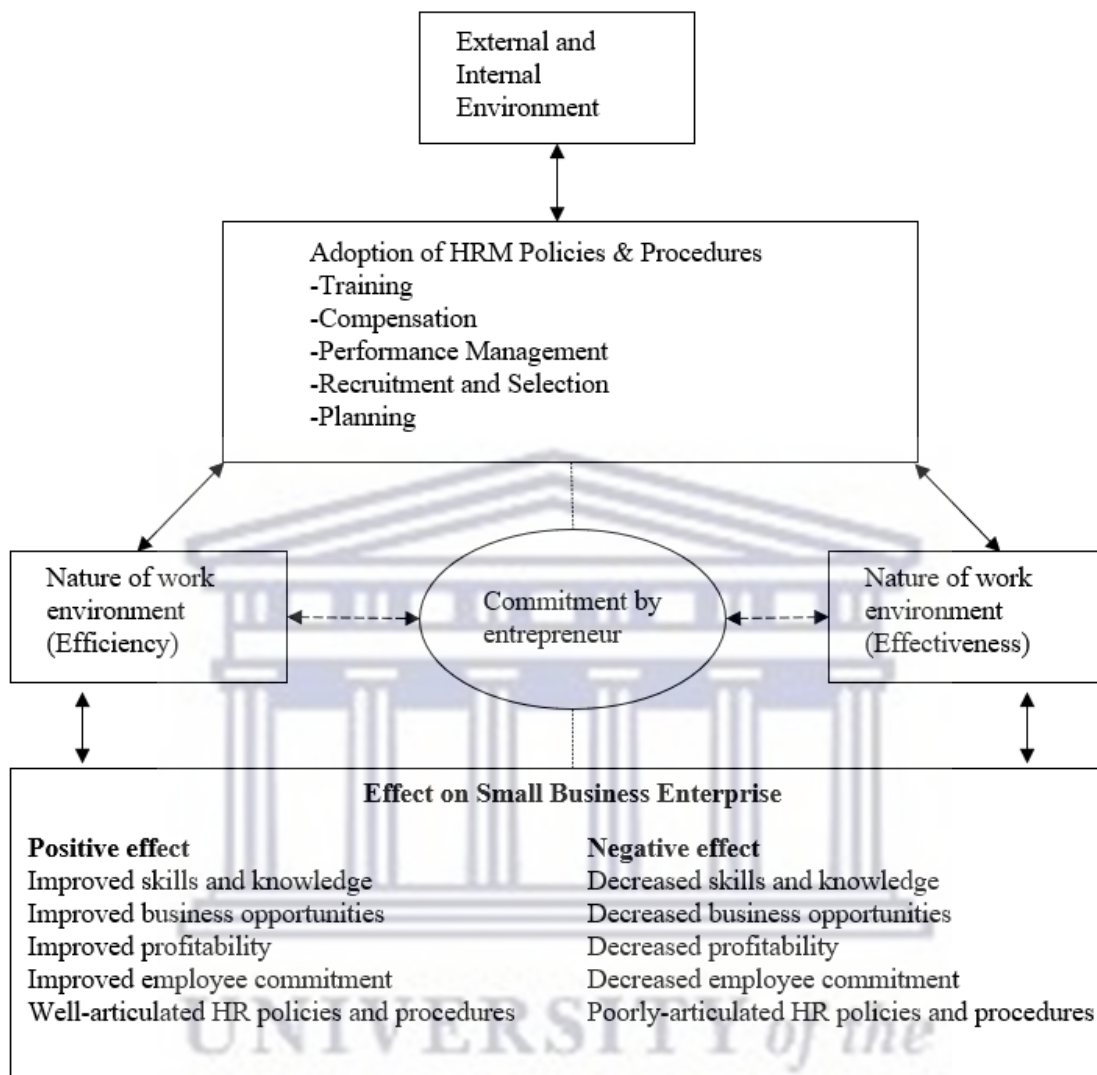 External and
Internal
Environment
Adoption of HRM Policies & Procedures
-Training
-Compensation
-Performance Management
-Recruitment and Selection
-Planning
Nature of work
environment
(Efficiency)
Commitment by
entrepreneur
Nature of work
environment
(Effectiveness)
Effect on Small Business Enterprise
Positive effect
Improved skills and knowledge
Improved business opportunities
Improved profitability
Improved employee commitment
Well-articulated HR policies and procedures
Negative effect
Decreased skills and knowledge
Decreased business opportunities
Decreased profitability
Decreased employee commitment
Poorly-articulated HR policies and procedures
UNIVERSITY of the